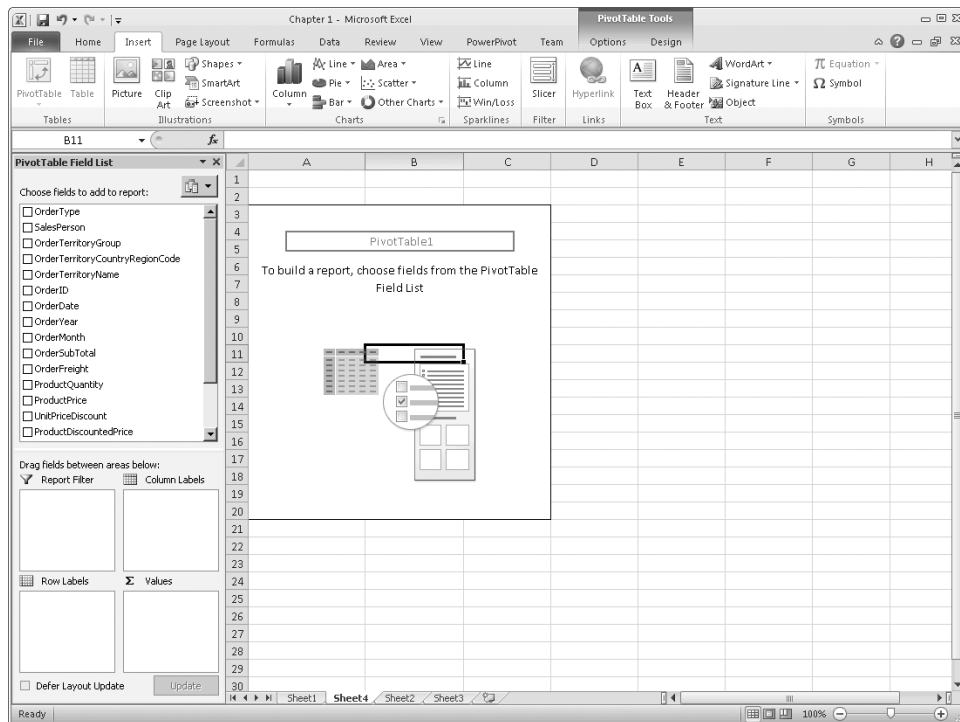 Chapter 1 - Microsoft Excel
PivotTable Tools
File Home Insert Page Layout Formulas Data Review View PowerPivot Team Options Design
PivotTable
Table
Picture
Clip Art
Shapes
SmartArt
Screenshot
Column
Line
Pie
Bar
Area
Scatter
Other Charts
Line
Column
Win/Loss
Slicer
Hyperlink
Text Box
Header & Footer
WordArt
Signature Line
Object
Equation
Symbol
Tables Illustrations Charts Sparklines Filter Links Text Symbols
B11 fx
PivotTable Field List
Choose fields to add to report:
OrderType
SalesPerson
OrderTerritoryGroup
OrderTerritoryCountryRegionCode
OrderTerritoryName
OrderID
OrderDate
OrderYear
OrderMonth
OrderSubTotal
OrderFreight
ProductQuantity
ProductPrice
UnitPriceDiscount
ProductDiscountedPrice
Drag fields between areas below:
Report Filter
Column Labels
Row Labels
Σ Values
Defer Layout Update
Update
A B C D E F G H
1
2
3
4
5
6
7
8
9
10
11
12
13
14
15
16
17
18
19
20
21
22
23
24
25
26
27
28
29
30
PivotTable1
To build a report, choose fields from the PivotTable
Field List
Sheet1 Sheet4 Sheet2 Sheet3
Ready
100%